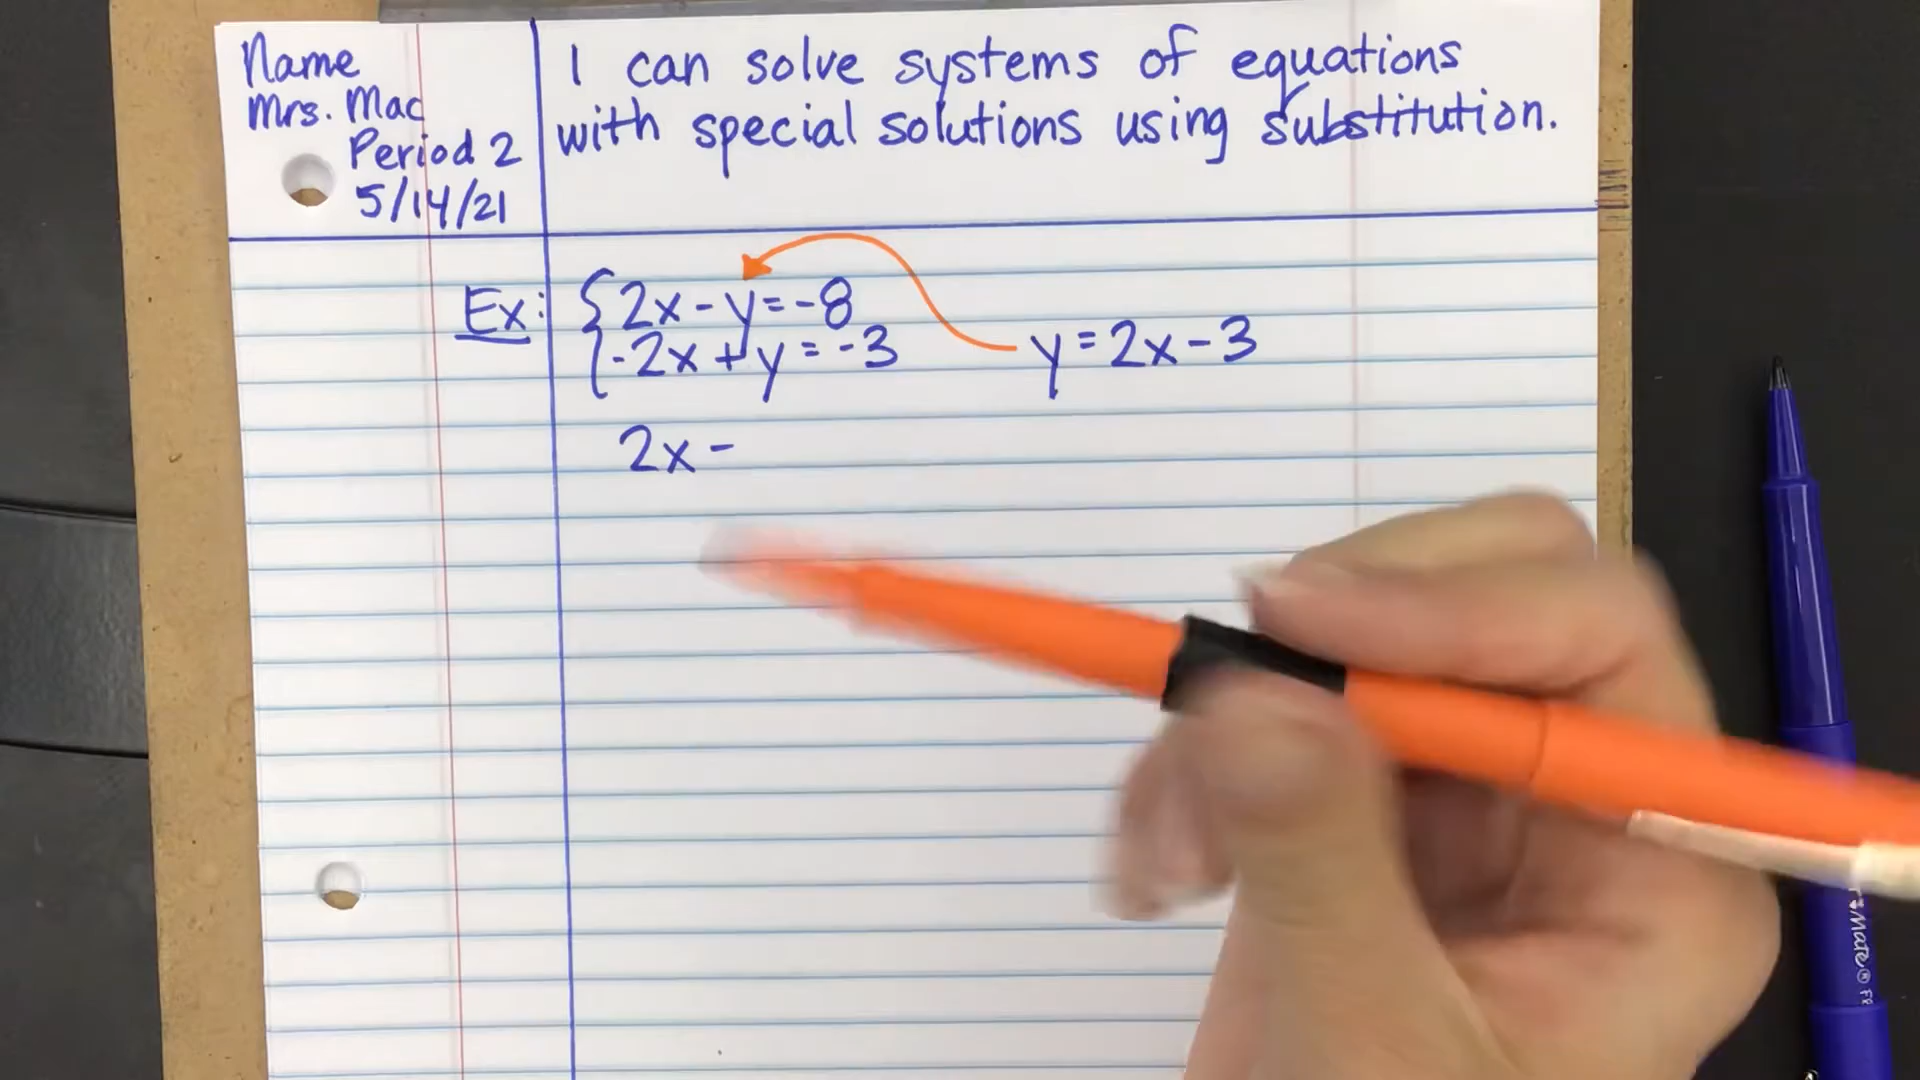 Name
Mrs. Mac
Period 2
5/14/21
I can solve systems of equations
with special solutions using substitution.
Ex: 2x-y=-8
-2x+y=-3
y=2x-3
2x-